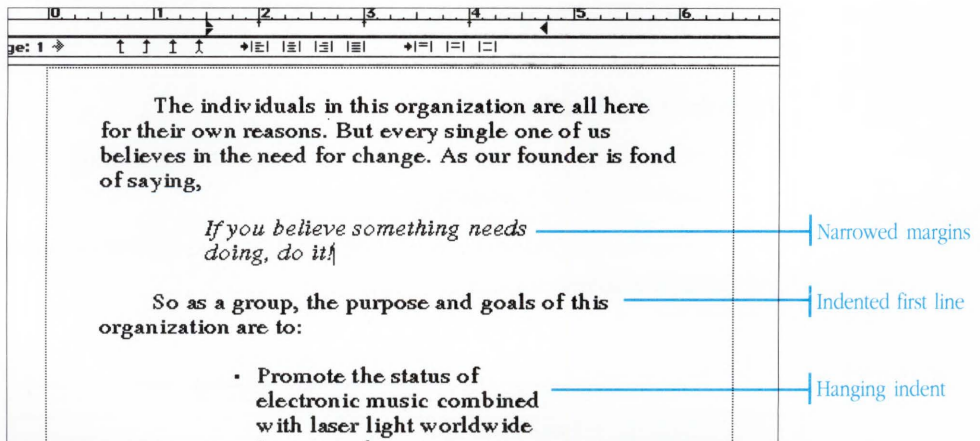 0 1 2 3 4 5 6
ge: 1
The individuals in this organization are all here
for their own reasons. But every single one of us
believes in the need for change. As our founder is fond
of saying,
If you believe something needs
doing, do it!
Narrowed margins
So as a group, the purpose and goals of this
Indented first line
organization are to:
• Promote the status of
electronic music combined
Hanging indent
with laser light worldwide